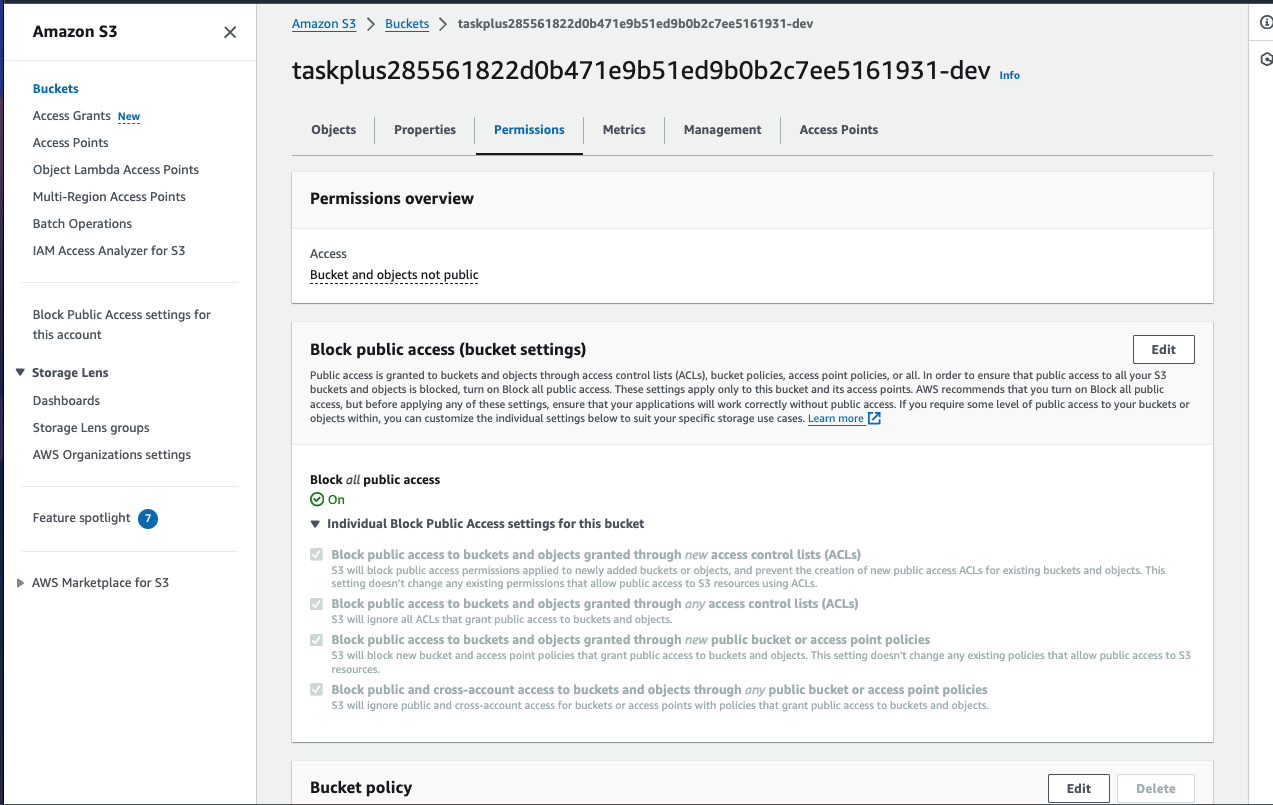 Amazon S3
Buckets
Access Grants New
Access Points
Object Lambda Access Points
Multi-Region Access Points
Batch Operations
IAM Access Analyzer for S3
Block Public Access settings for
this account
Storage Lens
Dashboards
Storage Lens groups
AWS Organizations settings
Feature spotlight 7
AWS Marketplace for S3
Amazon S3 > Buckets > taskplus285561822d0b471e9b51ed9b0b2c7ee5161931-dev
taskplus285561822d0b471e9b51ed9b0b2c7ee5161931-dev Info
Objects Properties Permissions Metrics Management Access Points
Permissions overview
Access
Bucket and objects not public
Block public access (bucket settings) Edit
Public access is granted to buckets and objects through access control lists (ACLs), bucket policies, access point policies, or all. In order to ensure that public access to all your S3
buckets and objects is blocked, turn on Block all public access. These settings apply only to this bucket and its access points. AWS recommends that you turn on Block all public
access, but before applying any of these settings, ensure that your applications will work correctly without public access. If you require some level of public access to your buckets or
objects within, you can customize the individual settings below to suit your specific storage use cases. Learn more
Block all public access
On
Individual Block Public Access settings for this bucket
Block public access to buckets and objects granted through new access control lists (ACLs)
S3 will block public access permissions applied to newly added buckets or objects, and prevent the creation of new public access ACLs for existing buckets and objects. This
setting doesn't change any existing permissions that allow public access to S3 resources using ACLs.
Block public access to buckets and objects granted through any access control lists (ACLs)
S3 will ignore all ACLs that grant public access to buckets and objects.
Block public access to buckets and objects granted through new public bucket or access point policies
S3 will block new bucket and access point policies that grant public access to buckets and objects. This setting doesn't change any existing policies that allow public access to S3
resources.
Block public and cross-account access to buckets and objects through any public bucket or access point policies
S3 will ignore public and cross-account access for buckets or access points with policies that grant public access to buckets and objects.
Bucket policy Edit Delete